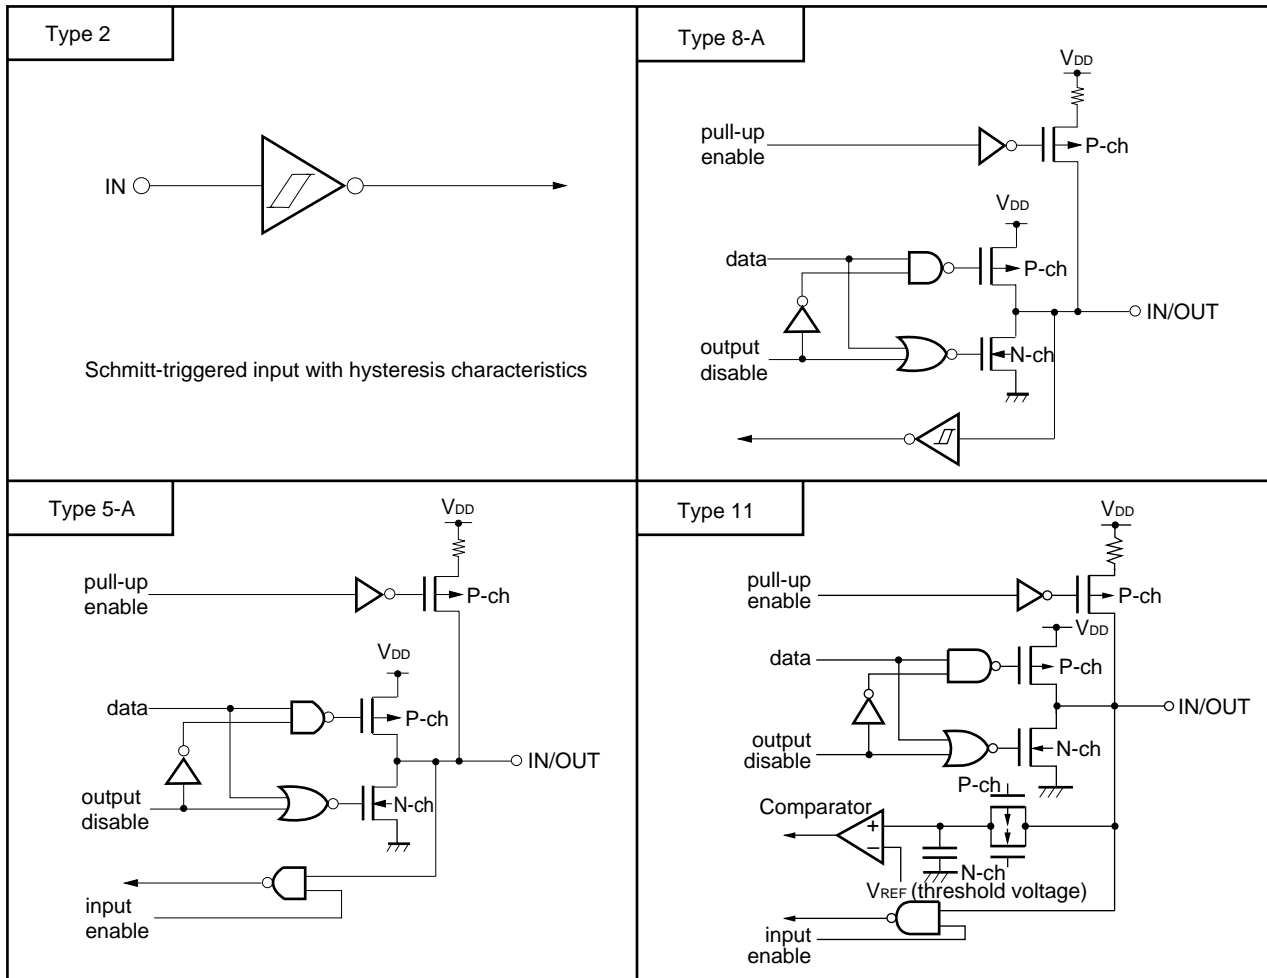 Type 2
IN
Schmitt-triggered input with hysteresis characteristics
Type 8-A
VDD
pull-up
enable
P-ch
VDD
data
P-ch
IN/OUT
output
disable
N-ch
Type 5-A
VDD
pull-up
enable
P-ch
VDD
data
P-ch
IN/OUT
output
disable
N-ch
input
enable
Type 11
VDD
pull-up
enable
P-ch
VDD
data
P-ch
IN/OUT
output
disable
N-ch
P-ch
Comparator
+
−
N-ch
VREF (threshold voltage)
input
enable